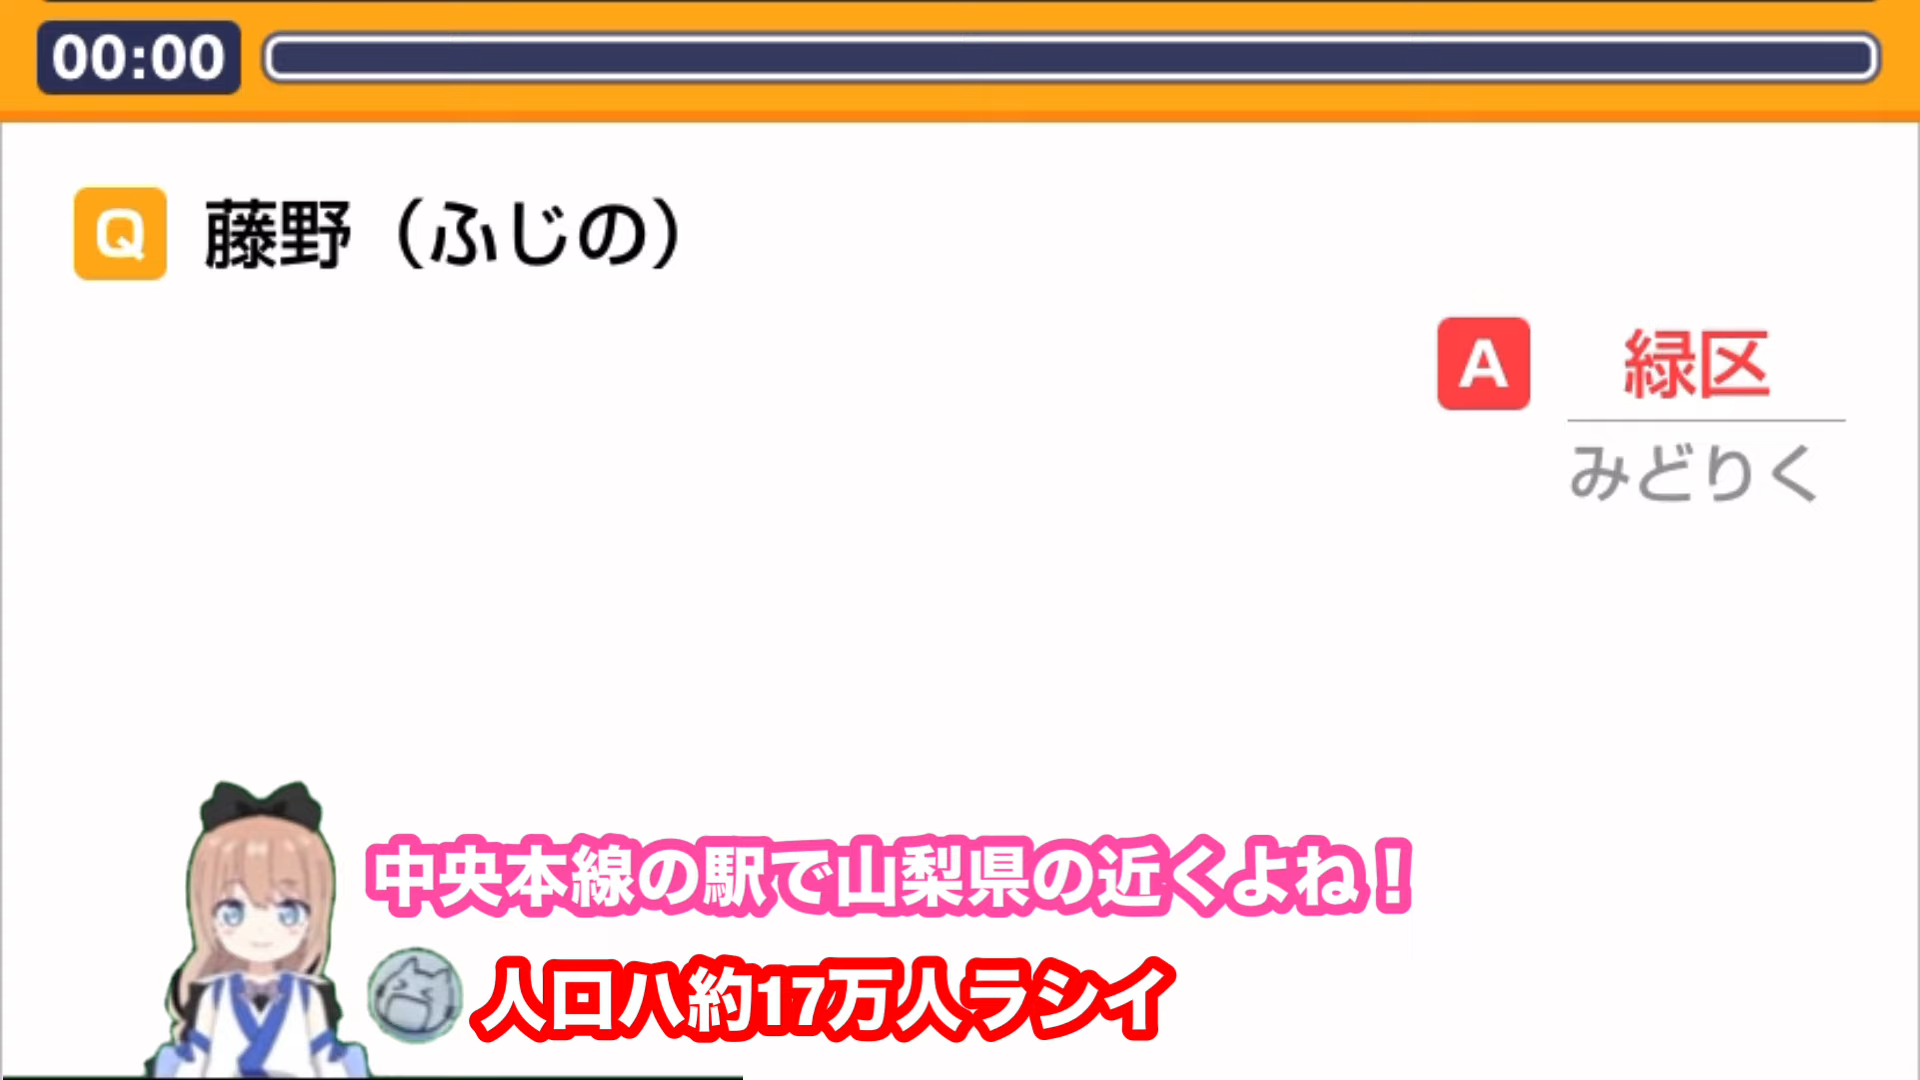 00:00
Q 藤野（ふじの）
A 緑区
みどりく
中央本線の駅で山梨県の近くよね！
人口ハ約17万人ラシイ